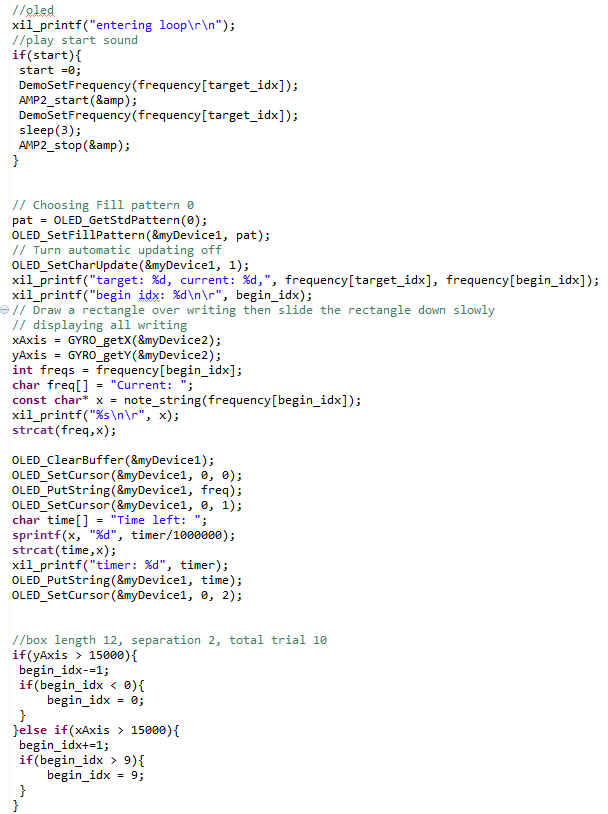 //oled
xil_printf("entering loop\r\n");
//play start sound
if(start){
start =0;
DemoSetFrequency(frequency[target_idx]);
AMP2_start(&amp);
DemoSetFrequency(frequency[target_idx]);
sleep(3);
AMP2_stop(&amp);
}
// Choosing Fill pattern 0
pat = OLED_GetStdPattern(0);
OLED_SetFillPattern(&myDevice1, pat);
// Turn automatic updating off
OLED_SetCharUpdate(&myDevice1, 1);
xil_printf("target: %d, current: %d,", frequency[target_idx], frequency[begin_idx]);
xil_printf("begin idx: %d\n\r", begin_idx);
// Draw a rectangle over writing then slide the rectangle down slowly
// displaying all writing
xAxis = GYRO_getX(&myDevice2);
yAxis = GYRO_getY(&myDevice2);
int freqs = frequency[begin_idx];
char freq[] = "Current: ";
const char* x = note_string(frequency[begin_idx]);
xil_printf("%s\n\r", x);
strcat(freq,x);
OLED_ClearBuffer(&myDevice1);
OLED_SetCursor(&myDevice1, 0, 0);
OLED_PutString(&myDevice1, freq);
OLED_SetCursor(&myDevice1, 0, 1);
char time[] = "Time left: ";
sprintf(x, "%d", timer/1000000);
strcat(time,x);
xil_printf("timer: %d", timer);
OLED_PutString(&myDevice1, time);
OLED_SetCursor(&myDevice1, 0, 2);
//box length 12, separation 2, total trial 10
if(yAxis > 15000){
begin_idx-=1;
if(begin_idx < 0){
begin_idx = 0;
}
}else if(xAxis > 15000){
begin_idx+=1;
if(begin_idx > 9){
begin_idx = 9;
}
}